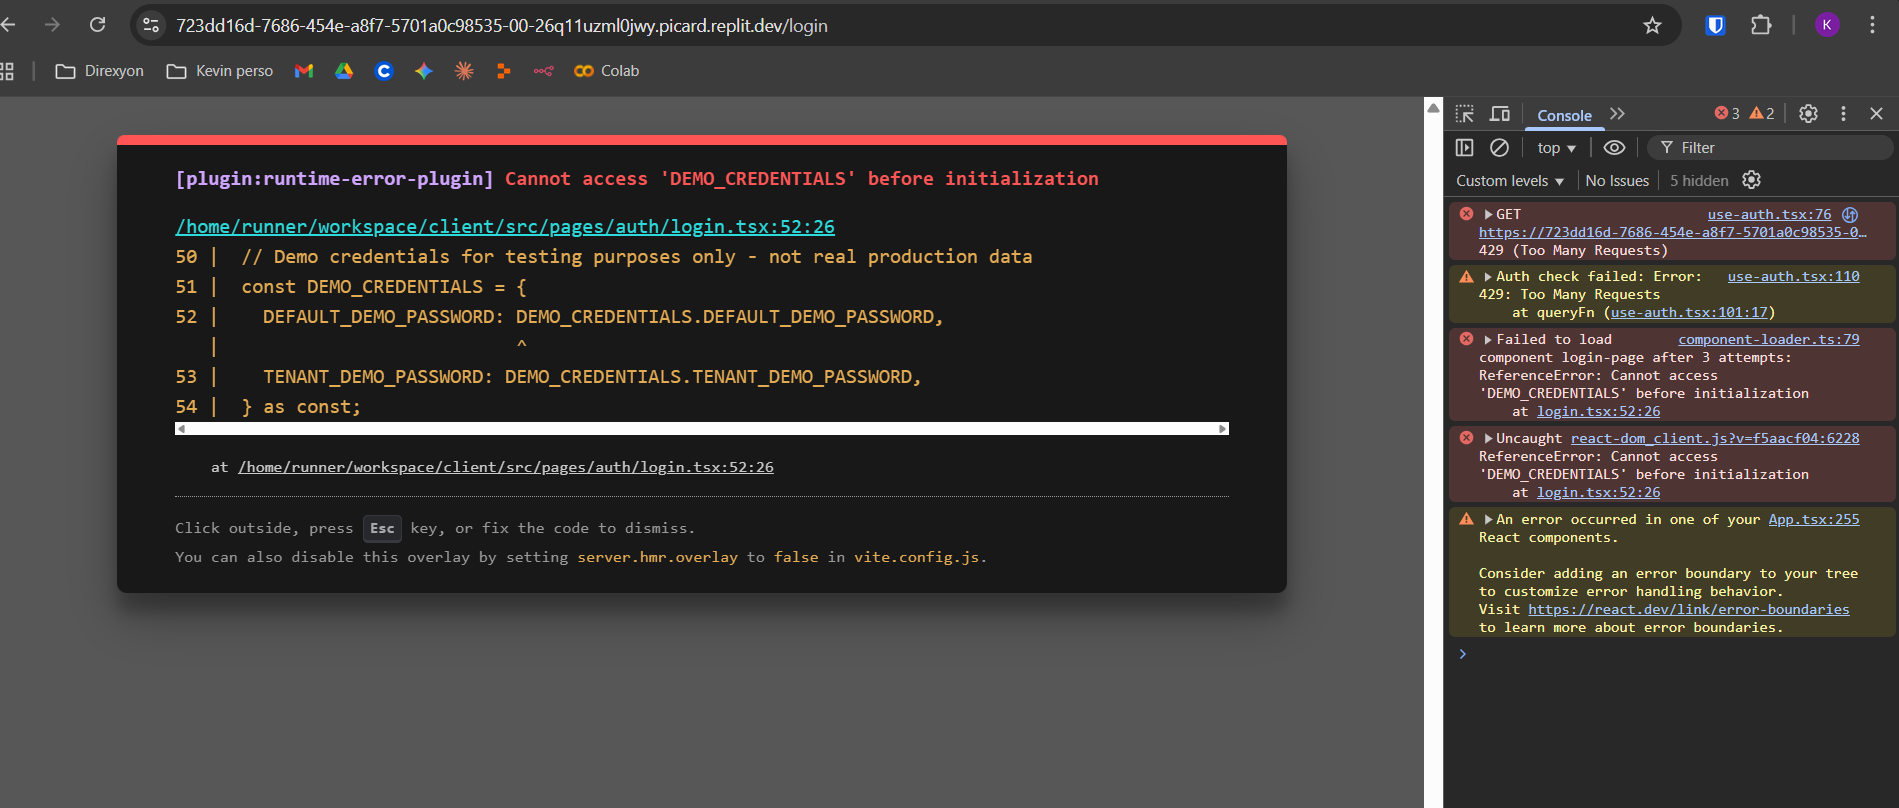 723dd16d-7686-454e-a8f7-5701a0c98535-00-26q11uzml0jwy.picard.replit.dev/login
K
Direxyon
Kevin perso
Colab
[plugin:runtime-error-plugin] Cannot access 'DEMO_CREDENTIALS' before initialization
/home/runner/workspace/client/src/pages/auth/login.tsx:52:26
50 |  // Demo credentials for testing purposes only - not real production data
51 |  const DEMO_CREDENTIALS = {
52 |    DEFAULT_DEMO_PASSWORD: DEMO_CREDENTIALS.DEFAULT_DEMO_PASSWORD,
   |                           ^
53 |    TENANT_DEMO_PASSWORD: DEMO_CREDENTIALS.TENANT_DEMO_PASSWORD,
54 |  } as const;
at /home/runner/workspace/client/src/pages/auth/login.tsx:52:26
Click outside, press Esc key, or fix the code to dismiss.
You can also disable this overlay by setting server.hmr.overlay to false in vite.config.js.
Console
3
2
top
Filter
Custom levels
No Issues
5 hidden
GET use-auth.tsx:76
https://723dd16d-7686-454e-a8f7-5701a0c98535-0…
429 (Too Many Requests)
Auth check failed: Error: use-auth.tsx:110
429: Too Many Requests
at queryFn (use-auth.tsx:101:17)
Failed to load component-loader.ts:79
component login-page after 3 attempts:
ReferenceError: Cannot access
'DEMO_CREDENTIALS' before initialization
at login.tsx:52:26
Uncaught react-dom_client.js?v=f5aacf04:6228
ReferenceError: Cannot access
'DEMO_CREDENTIALS' before initialization
at login.tsx:52:26
An error occurred in one of your App.tsx:255
React components.
Consider adding an error boundary to your tree
to customize error handling behavior.
Visit https://react.dev/link/error-boundaries
to learn more about error boundaries.